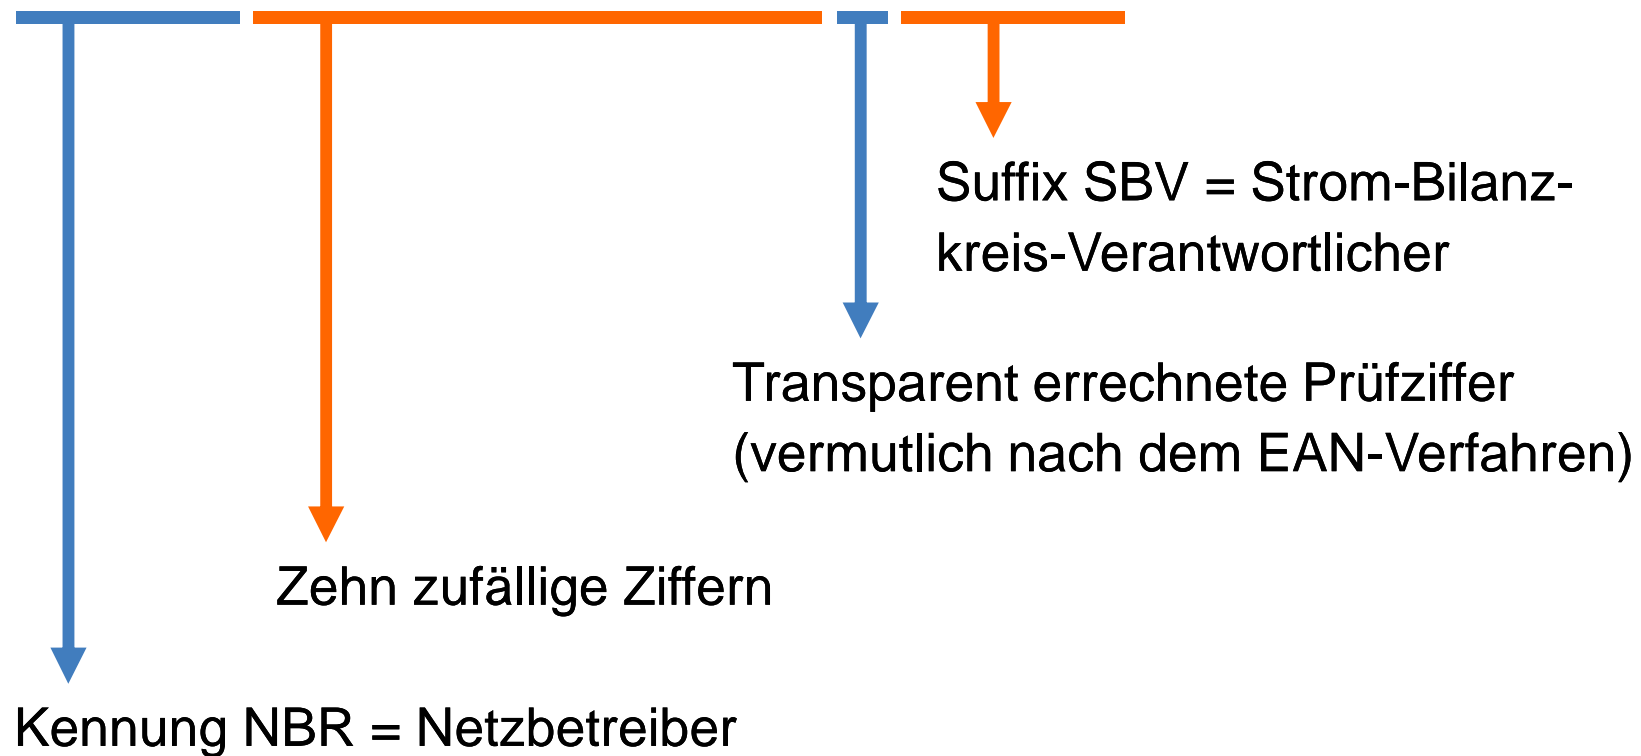 Suffix SBV = Strom-Bilanz-
kreis-Verantwortlicher
Transparent errechnete Prüfziffer
(vermutlich nach dem EAN-Verfahren)
Zehn zufällige Ziffern
Kennung NBR = Netzbetreiber